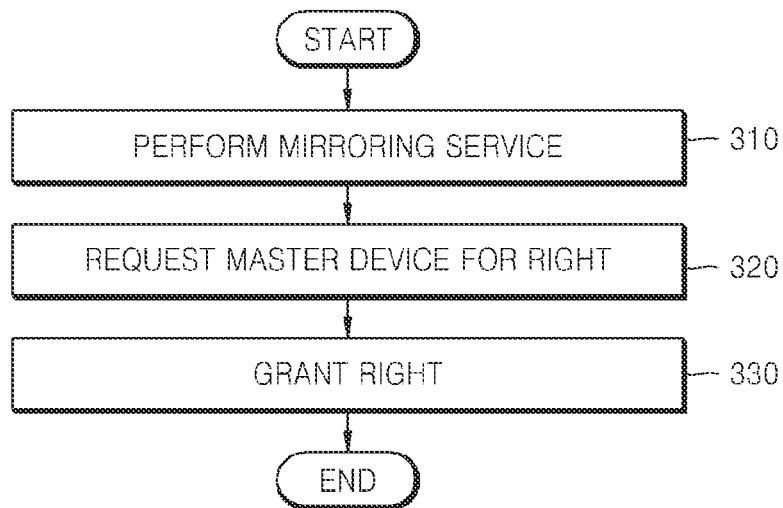 START
PERFORM MIRRORING SERVICE
310
REQUEST MASTER DEVICE FOR RIGHT
320
GRANT RIGHT
330
END